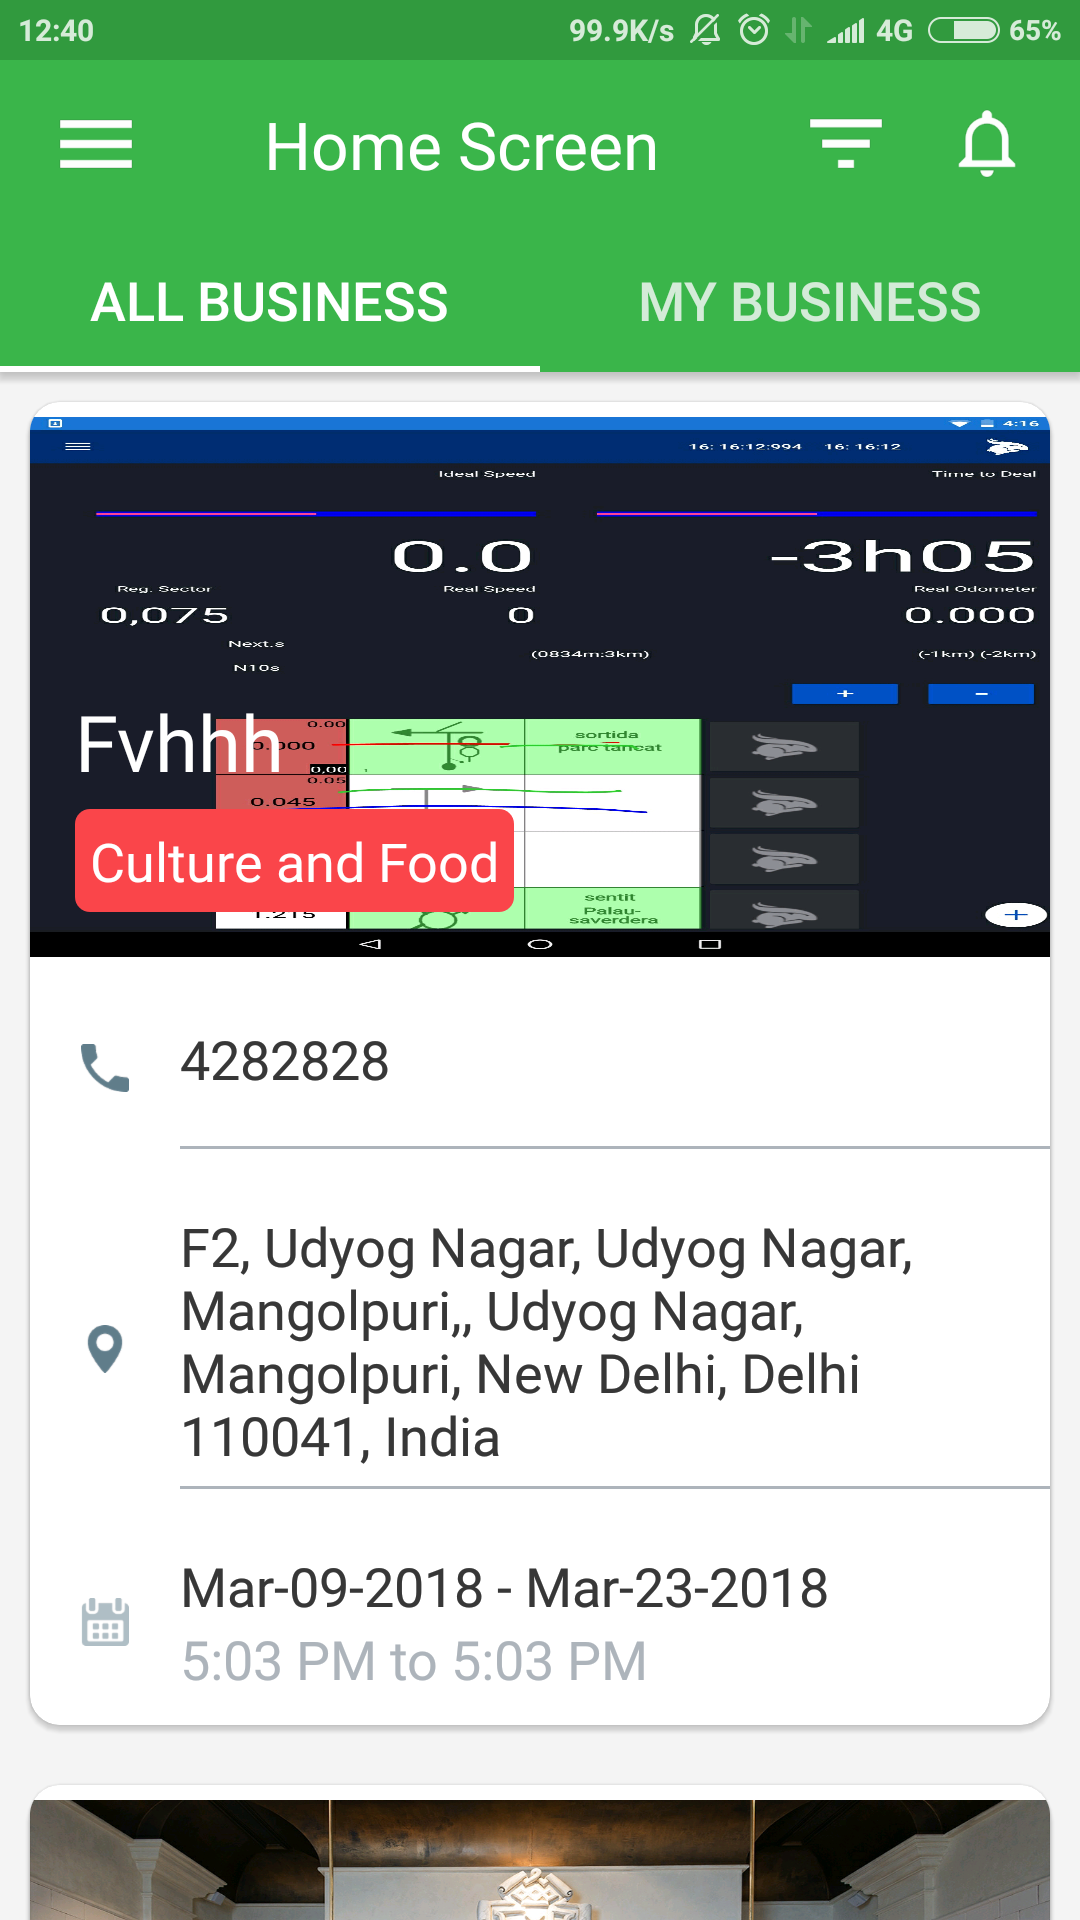 12:40 99.9K/s 4G 65%
Home Screen
ALL BUSINESS MY BUSINESS
4:16
16: 16:12:994 16: 16:12
Ideal Speed Time to Deal
0.0 -3h05
Reg. Sector Real Speed Real Odometer
0,075 0 0.000
Next.s
(0834m:3km) (-1km) (-2km)
N10s
+ -
Fvhhh
0.00
0.000
0,00
sortida
parc tancat
0.05
0.045
Culture and Food
1.215
sentit
Palau-
saverdera
+
4282828
F2, Udyog Nagar, Udyog Nagar,
Mangolpuri,, Udyog Nagar,
Mangolpuri, New Delhi, Delhi
110041, India
Mar-09-2018 - Mar-23-2018
5:03 PM to 5:03 PM